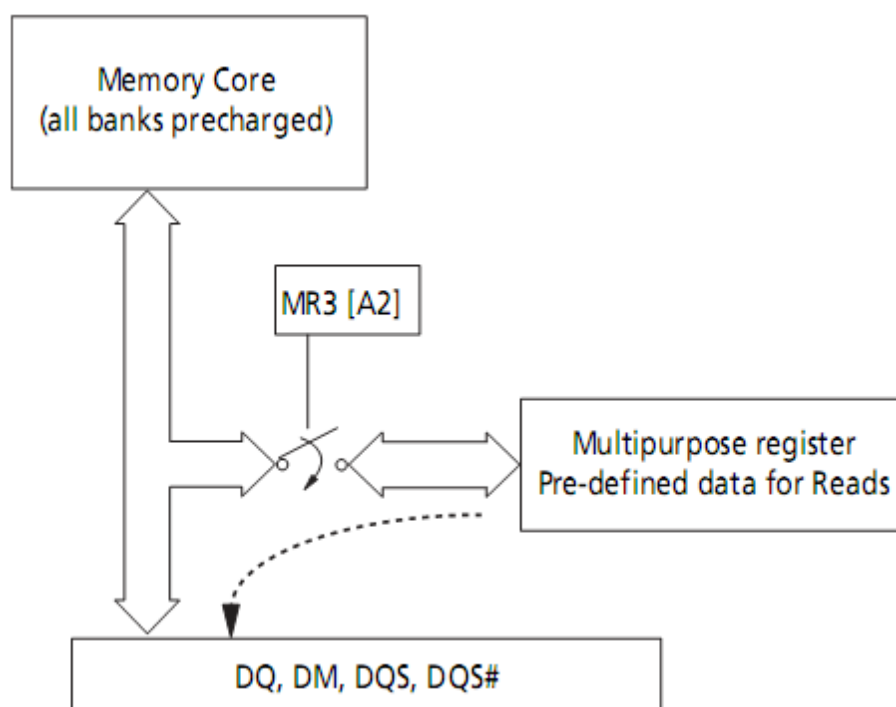 Memory Core
(all banks precharged)
MR3 [A2]
Multipurpose register
Pre-defined data for Reads
DQ, DM, DQS, DQS#